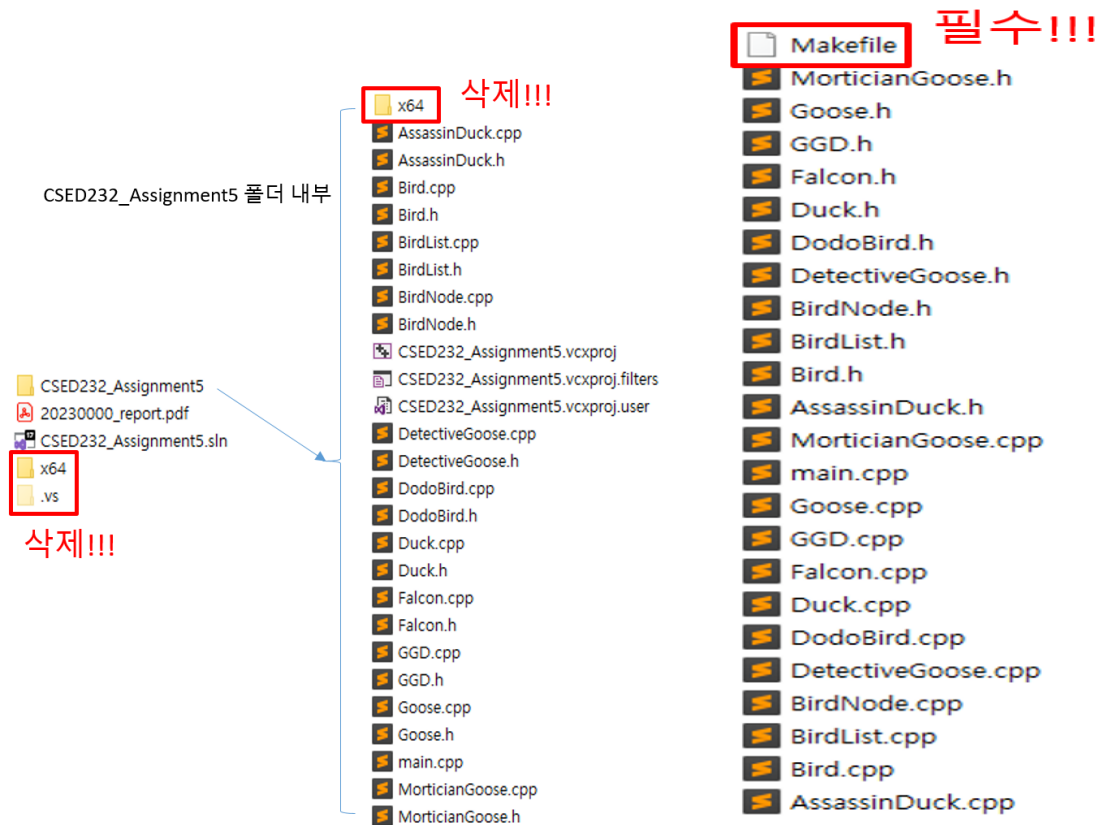 CSED232_Assignment5
20230000_report.pdf
CSED232_Assignment5.sln
x64
.vs
삭제!!!
CSED232_Assignment5 폴더 내부
삭제!!!
x64
AssassinDuck.cpp
AssassinDuck.h
Bird.cpp
Bird.h
BirdList.cpp
BirdList.h
BirdNode.cpp
BirdNode.h
CSED232_Assignment5.vcxproj
CSED232_Assignment5.vcxproj.filters
CSED232_Assignment5.vcxproj.user
DetectiveGoose.cpp
DetectiveGoose.h
DodoBird.cpp
DodoBird.h
Duck.cpp
Duck.h
Falcon.cpp
Falcon.h
GGD.cpp
GGD.h
Goose.cpp
Goose.h
main.cpp
MorticianGoose.cpp
MorticianGoose.h
필수!!!
Makefile
MorticianGoose.h
Goose.h
GGD.h
Falcon.h
Duck.h
DodoBird.h
DetectiveGoose.h
BirdNode.h
BirdList.h
Bird.h
AssassinDuck.h
MorticianGoose.cpp
main.cpp
Goose.cpp
GGD.cpp
Falcon.cpp
Duck.cpp
DodoBird.cpp
DetectiveGoose.cpp
BirdNode.cpp
BirdList.cpp
Bird.cpp
AssassinDuck.cpp